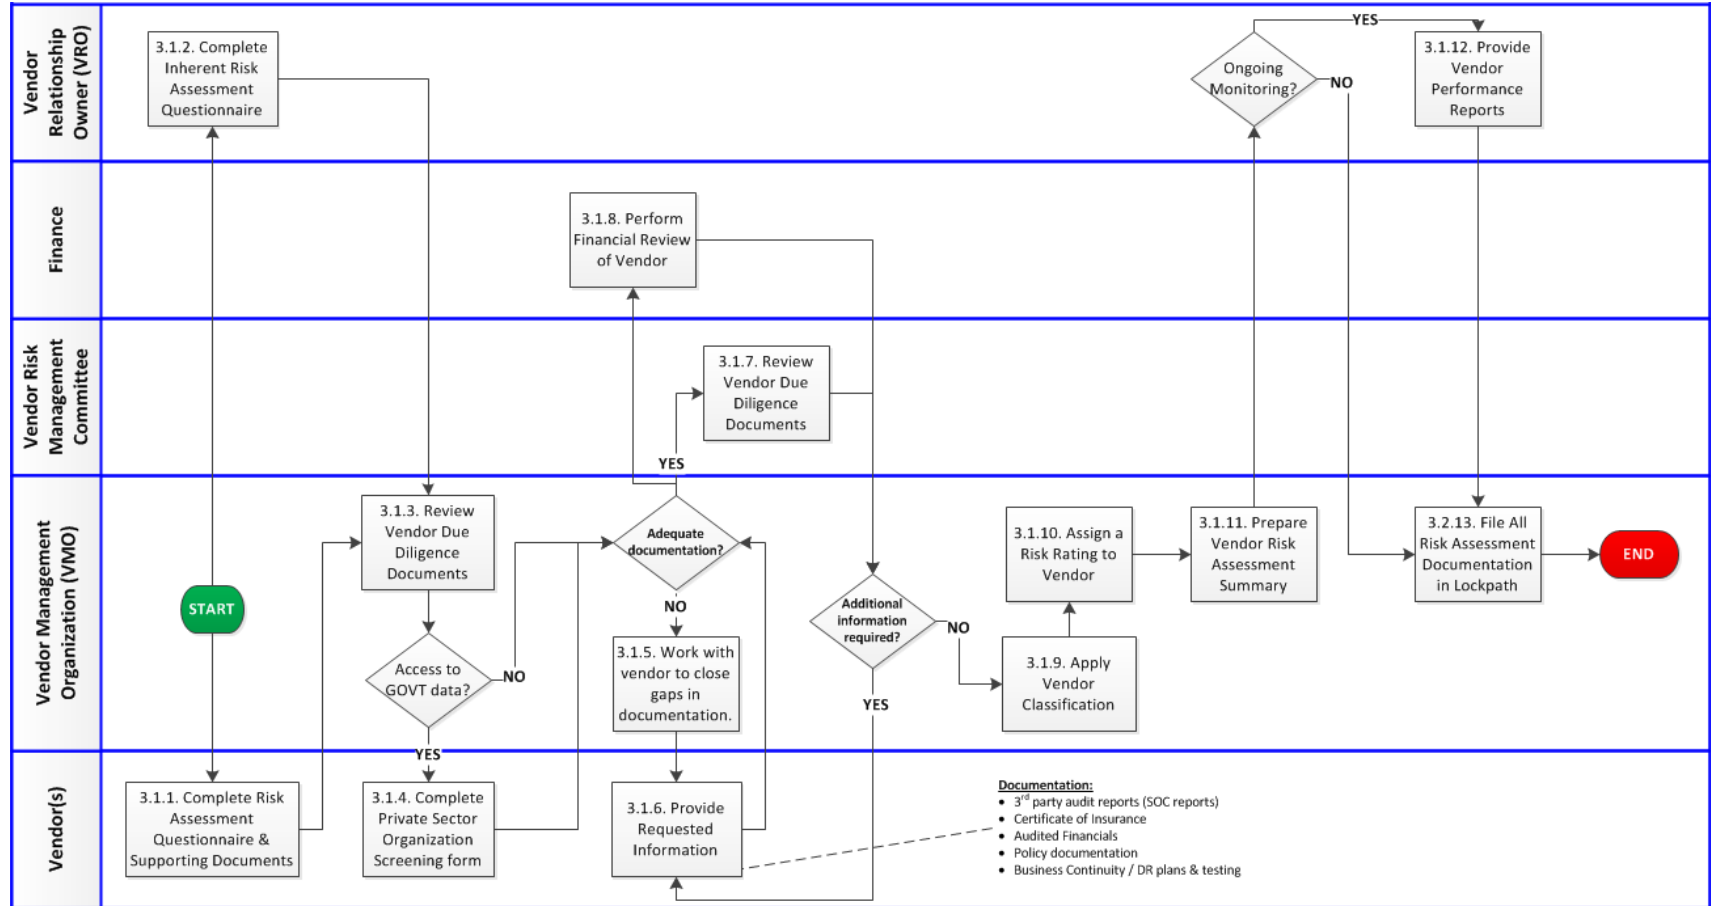 Vendor
Relationship
Owner (VRO)
3.1.2. Complete
Inherent Risk
Assessment
Questionnaire
Ongoing
Monitoring?
YES
NO
3.1.12. Provide
Vendor
Performance
Reports
Finance
3.1.8. Perform
Financial Review
of Vendor
Vendor Risk
Management
Committee
3.1.7. Review
Vendor Due
Diligence
Documents
YES
Vendor Management
Organization (VMO)
START
3.1.3. Review
Vendor Due
Diligence
Documents
Access to
GOVT data?
NO
YES
Adequate
documentation?
NO
3.1.5. Work with
vendor to close
gaps in
documentation.
Additional
information
required?
NO
YES
3.1.10. Assign a
Risk Rating to
Vendor
3.1.9. Apply
Vendor
Classification
3.1.11. Prepare
Vendor Risk
Assessment
Summary
3.2.13. File All
Risk Assessment
Documentation
in Lockpath
END
Vendor(s)
3.1.1. Complete Risk
Assessment
Questionnaire &
Supporting Documents
3.1.4. Complete
Private Sector
Organization
Screening form
3.1.6. Provide
Requested
Information
Documentation:
• 3rd party audit reports (SOC reports)
• Certificate of Insurance
• Audited Financials
• Policy documentation
• Business Continuity / DR plans & testing